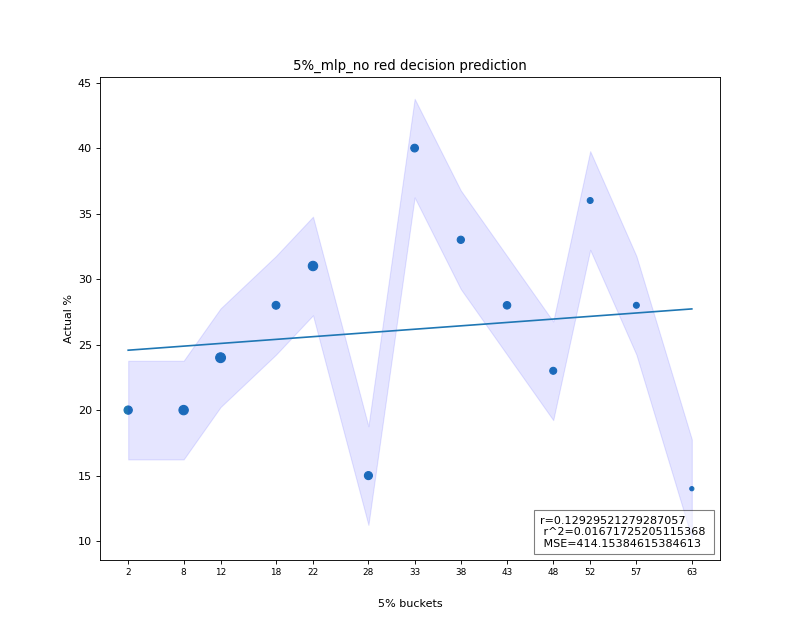 5%_mlp_no red decision prediction
45
40
35
30
25
20
15
10
Actual %
r=0.12929521279287057
r^2=0.01671725205115368
MSE=414.15384615384613
2 8 12 18 22 28 33 38 43 48 52 57 63
5% buckets